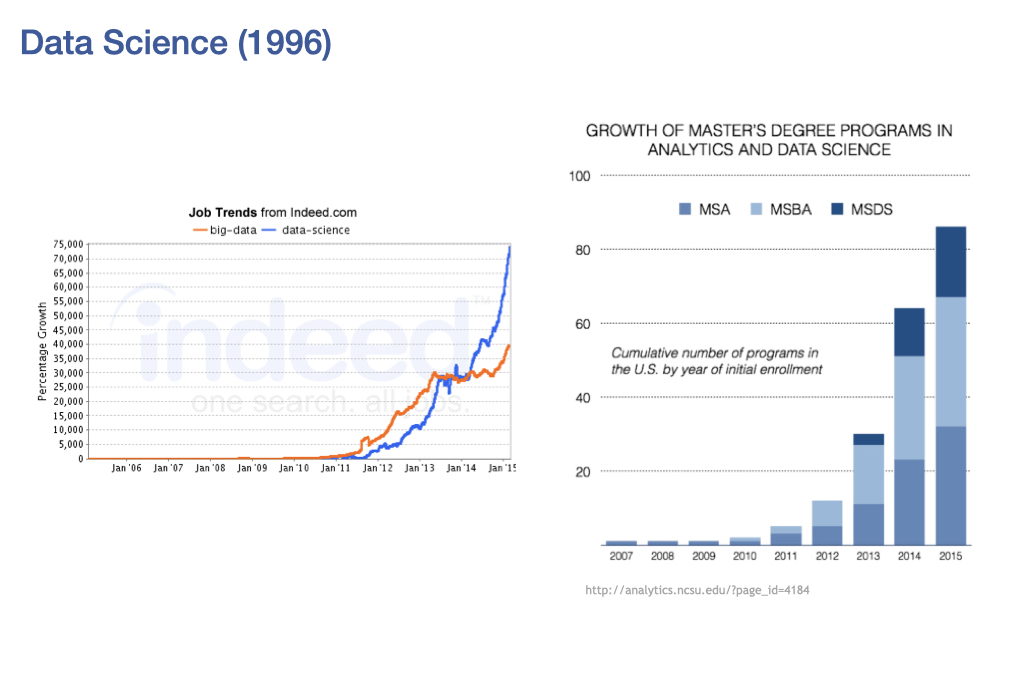 Data Science (1996)
Job Trends from Indeed.com
big-data data-science
Percentage Growth
75,000
70,000
65,000
60,000
55,000
50,000
45,000
40,000
35,000
30,000
25,000
20,000
15,000
10,000
5,000
0
Jan '06 Jan '07 Jan '08 Jan '09 Jan '10 Jan '11 Jan '12 Jan '13 Jan '14 Jan '15
indeed™
one search. all jobs.
GROWTH OF MASTER'S DEGREE PROGRAMS IN
ANALYTICS AND DATA SCIENCE
100
MSA MSBA MSDS
80
60
Cumulative number of programs in
the U.S. by year of initial enrollment
40
20
2007 2008 2009 2010 2011 2012 2013 2014 2015
http://analytics.ncsu.edu/?page_id=4184